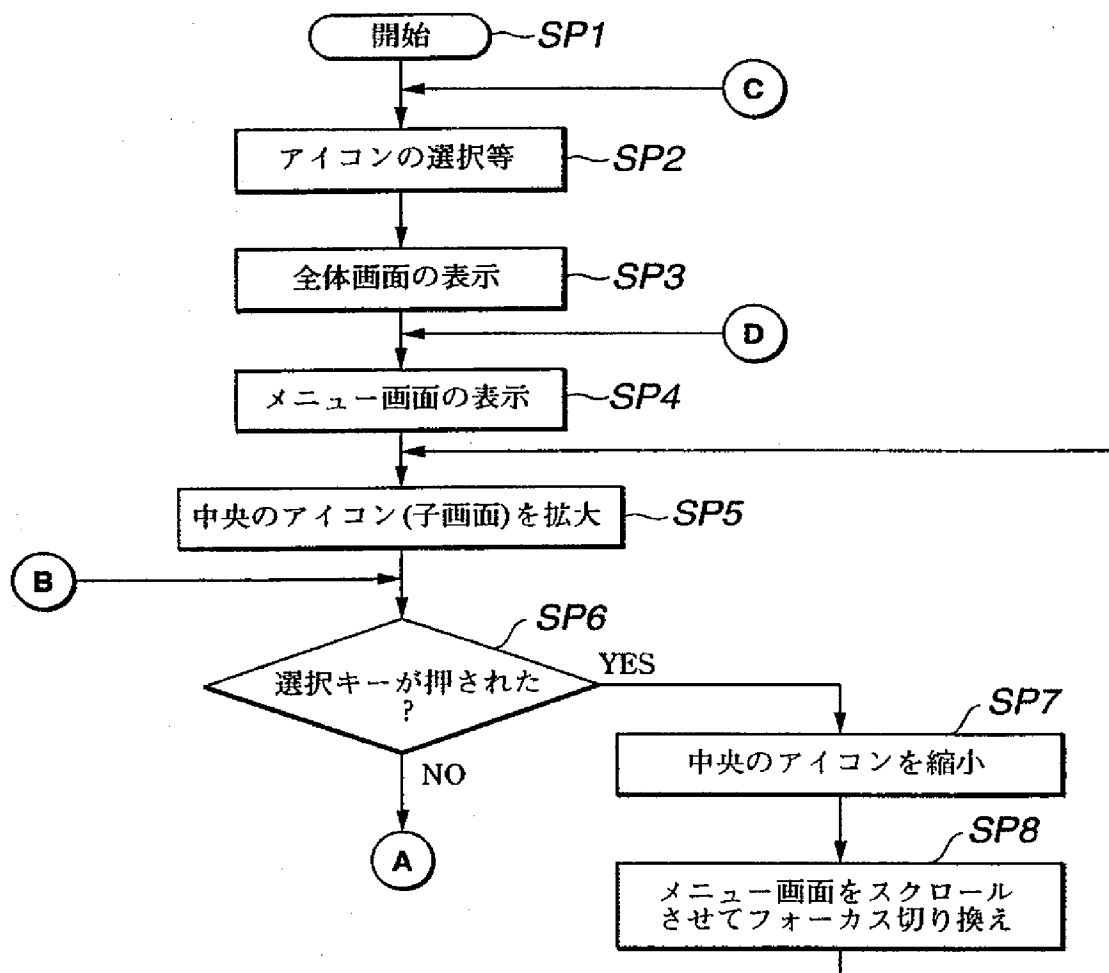 開始
SP1
C
アイコンの選択等
SP2
全体画面の表示
SP3
D
メニュー画面の表示
SP4
中央のアイコン(子画面)を拡大
SP5
B
SP6
選択キーが押された
?
YES
NO
A
SP7
中央のアイコンを縮小
SP8
メニュー画面をスクロール
させてフォーカス切り換え